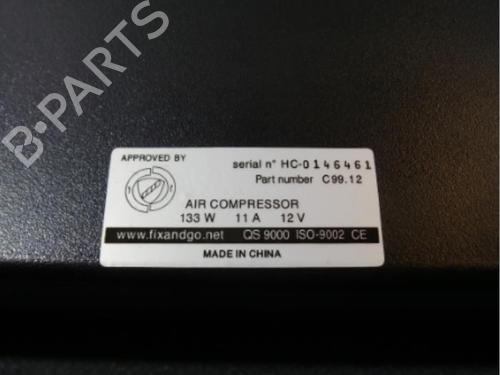 B-PARTS
APPROVED BY
serial n° HC-0146461
Part number C99.12
AIR COMPRESSOR
133 W 11 A 12 V
www.fixandgo.net QS 9000 ISO-9002 CE
MADE IN CHINA